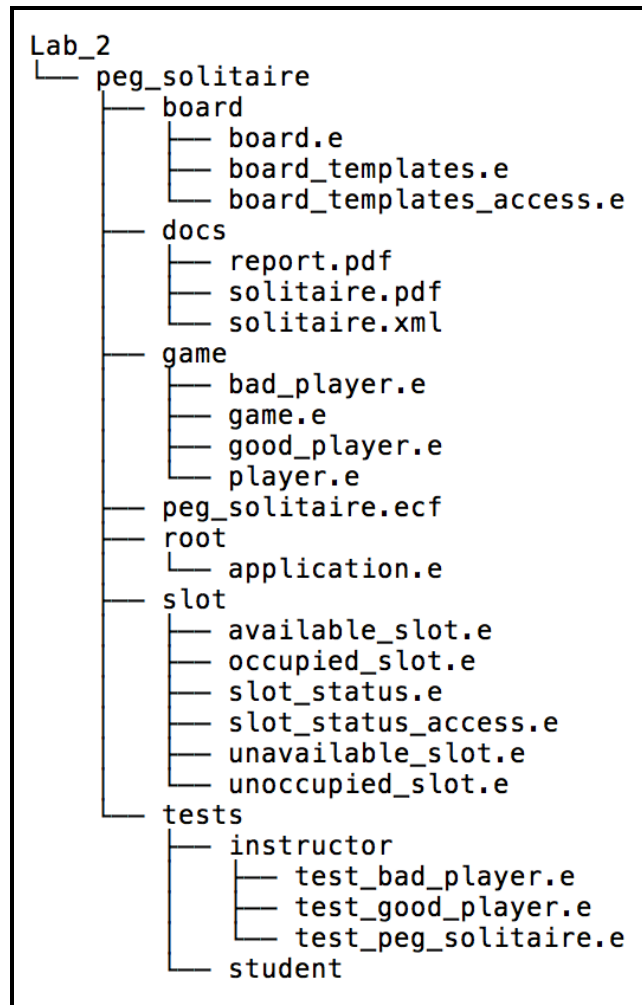 Lab_2
└── peg_solitaire
    ├── board
    │   ├── board.e
    │   ├── board_templates.e
    │   └── board_templates_access.e
    ├── docs
    │   ├── report.pdf
    │   ├── solitaire.pdf
    │   └── solitaire.xml
    ├── game
    │   ├── bad_player.e
    │   ├── game.e
    │   ├── good_player.e
    │   └── player.e
    ├── peg_solitaire.ecf
    ├── root
    │   └── application.e
    ├── slot
    │   ├── available_slot.e
    │   ├── occupied_slot.e
    │   ├── slot_status.e
    │   ├── slot_status_access.e
    │   ├── unavailable_slot.e
    │   └── unoccupied_slot.e
    └── tests
        ├── instructor
        │   ├── test_bad_player.e
        │   ├── test_good_player.e
        │   └── test_peg_solitaire.e
        └── student